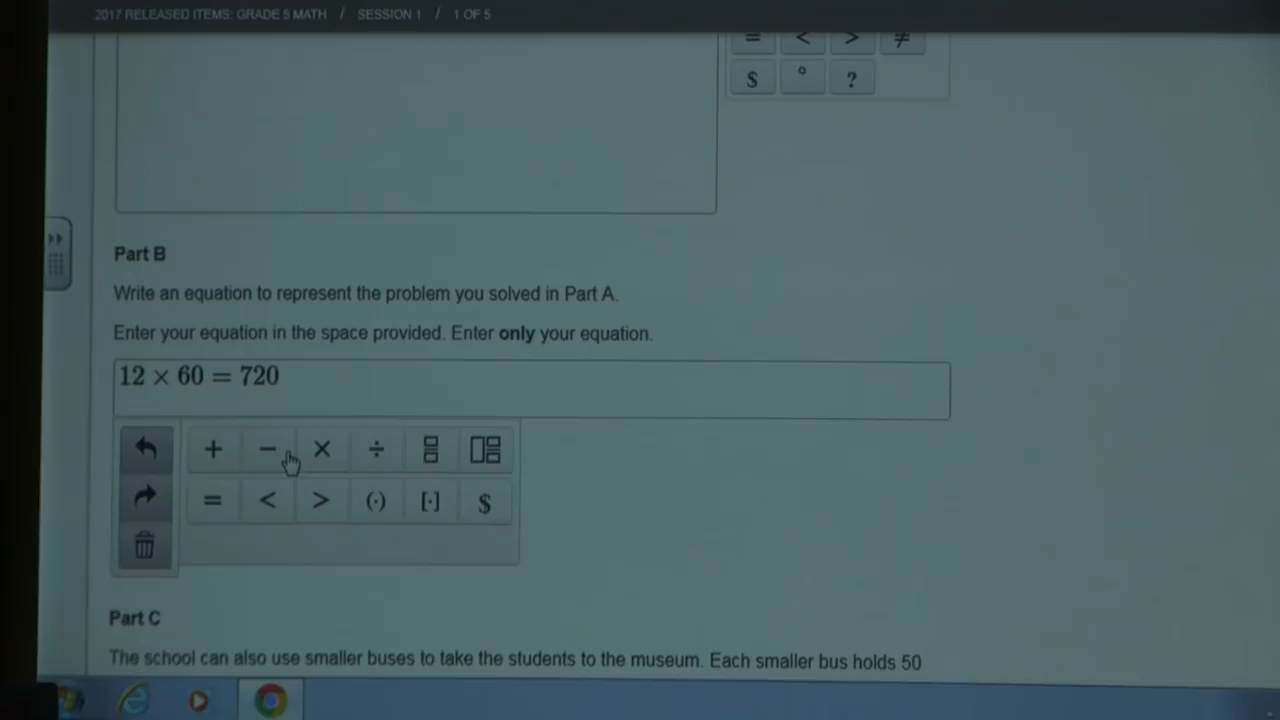 2017 RELEASED ITEMS: GRADE 5 MATH / SESSION 1 / 1 OF 5
= < > ≠
$ ° ?
Part B
Write an equation to represent the problem you solved in Part A.
Enter your equation in the space provided. Enter only your equation.
12 × 60 = 720
+ − × ÷
= < > (·) [·] $
Part C
The school can also use smaller buses to take the students to the museum. Each smaller bus holds 50